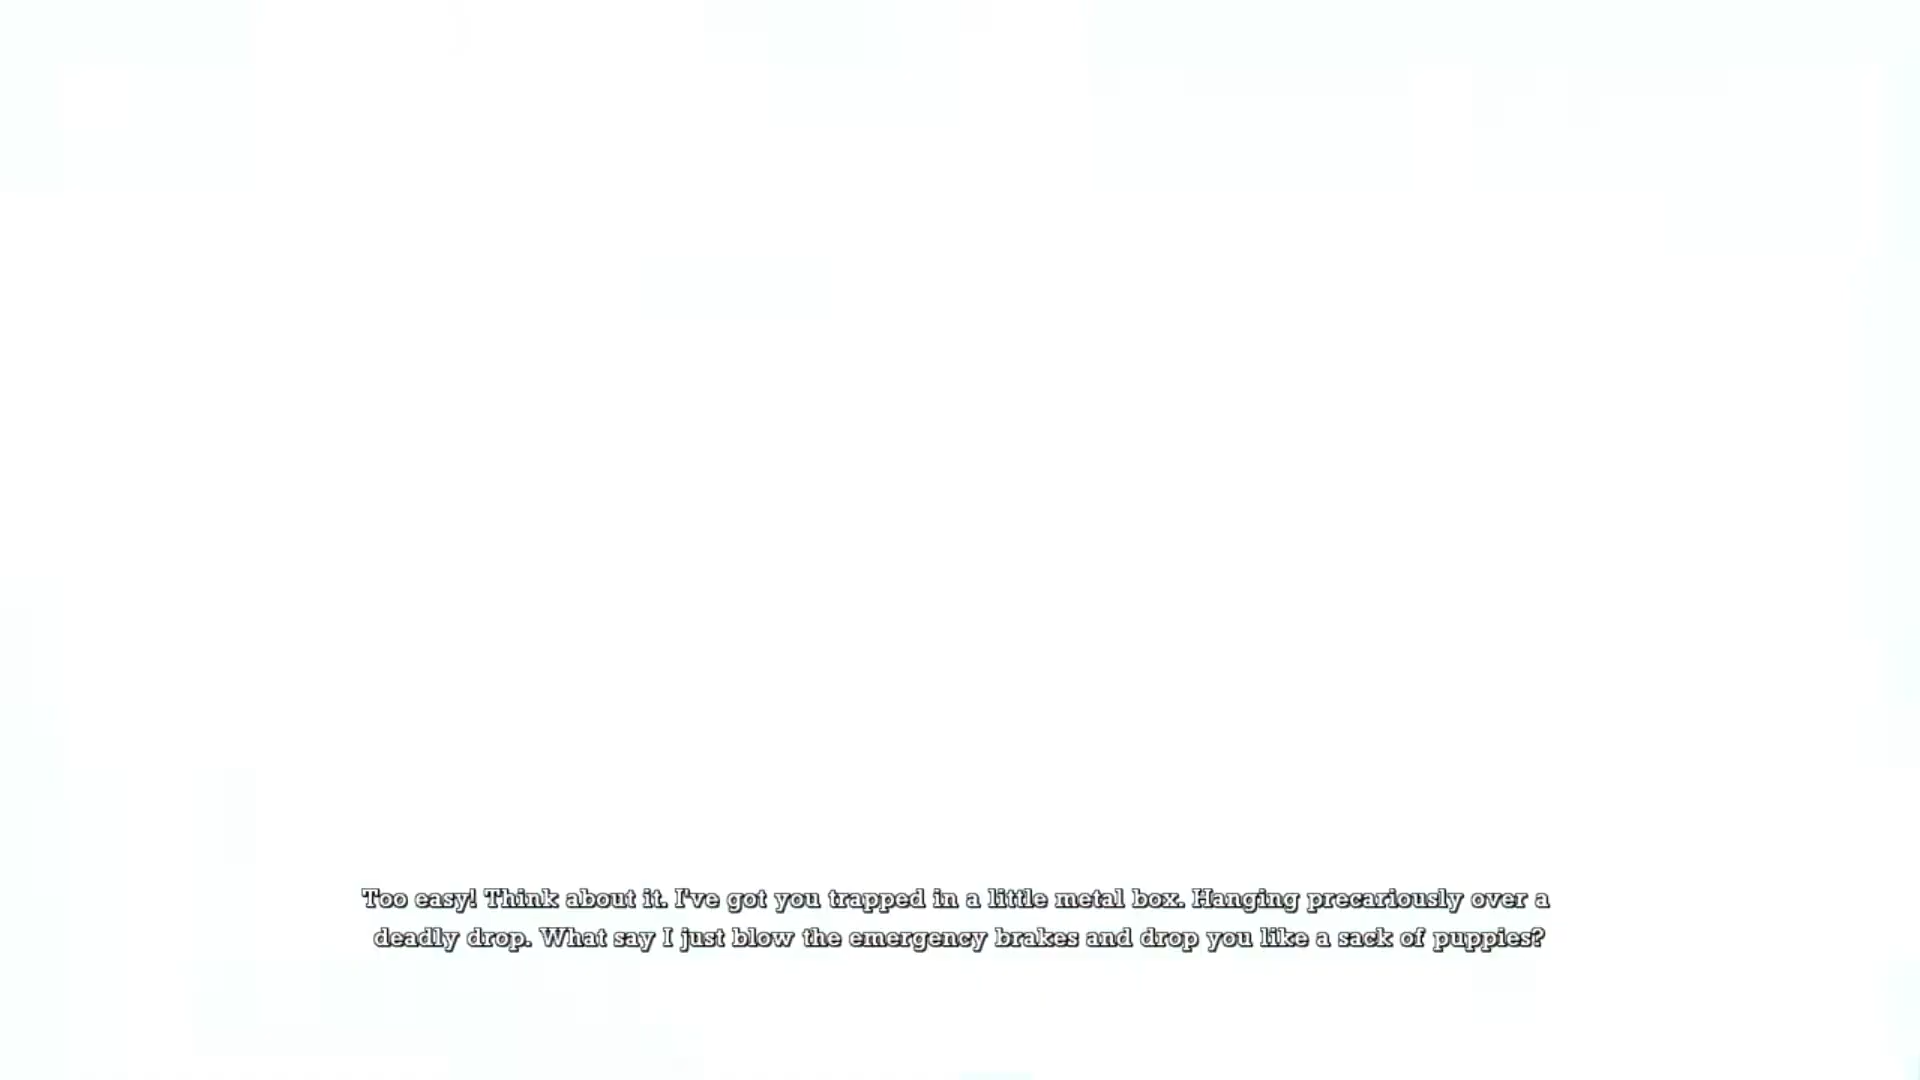 Too easy! Think about it. I've got you trapped in a little metal box. Hanging precariously over a
deadly drop. What say I just blow the emergency brakes and drop you like a sack of puppies?